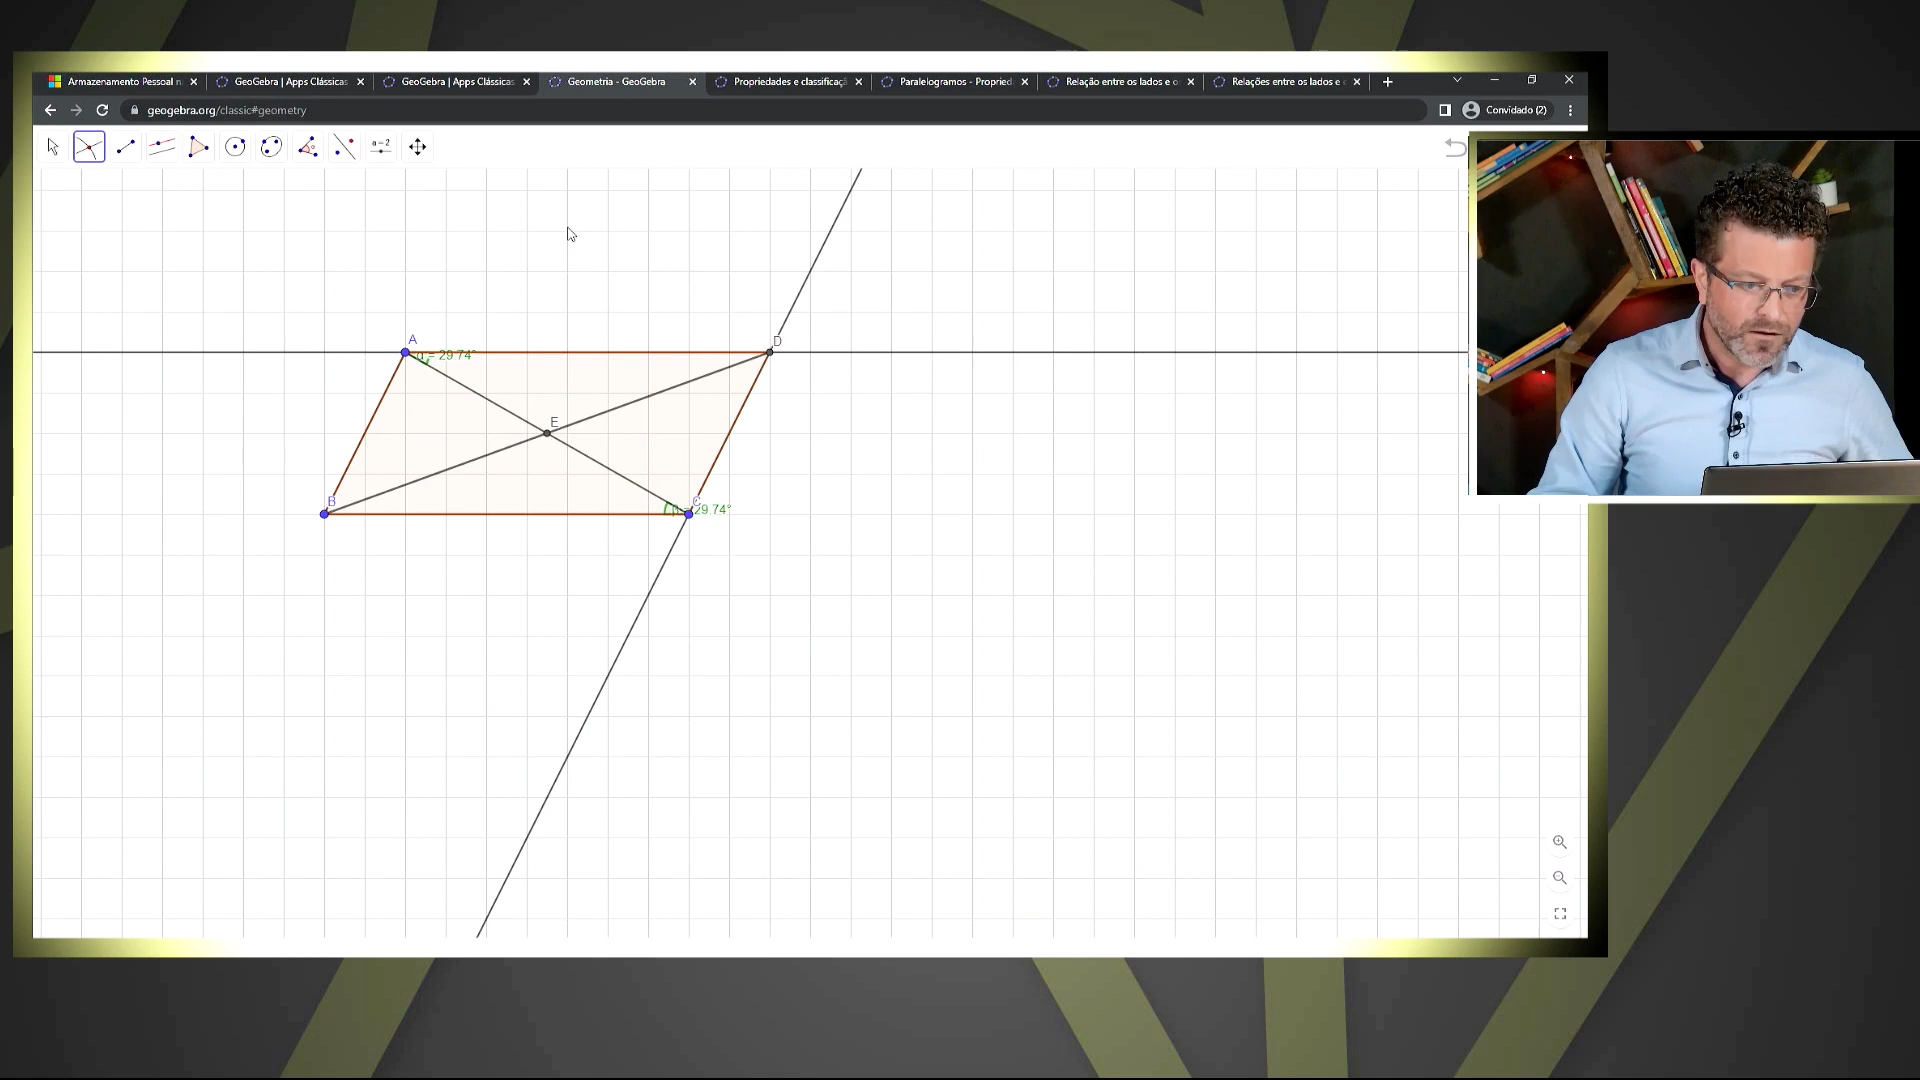 Armazenamento Pessoal n
GeoGebra | Apps Clássicas
GeoGebra | Apps Clássicas
Geometria - GeoGebra
Propriedades e classificaçã
Paralelogramos - Propried
Relação entre os lados e o
Relações entre os lados e
geogebra.org/classic#geometry
Convidado (2)
a=2
A
D
α = 29.74°
E
B
C
29.74°